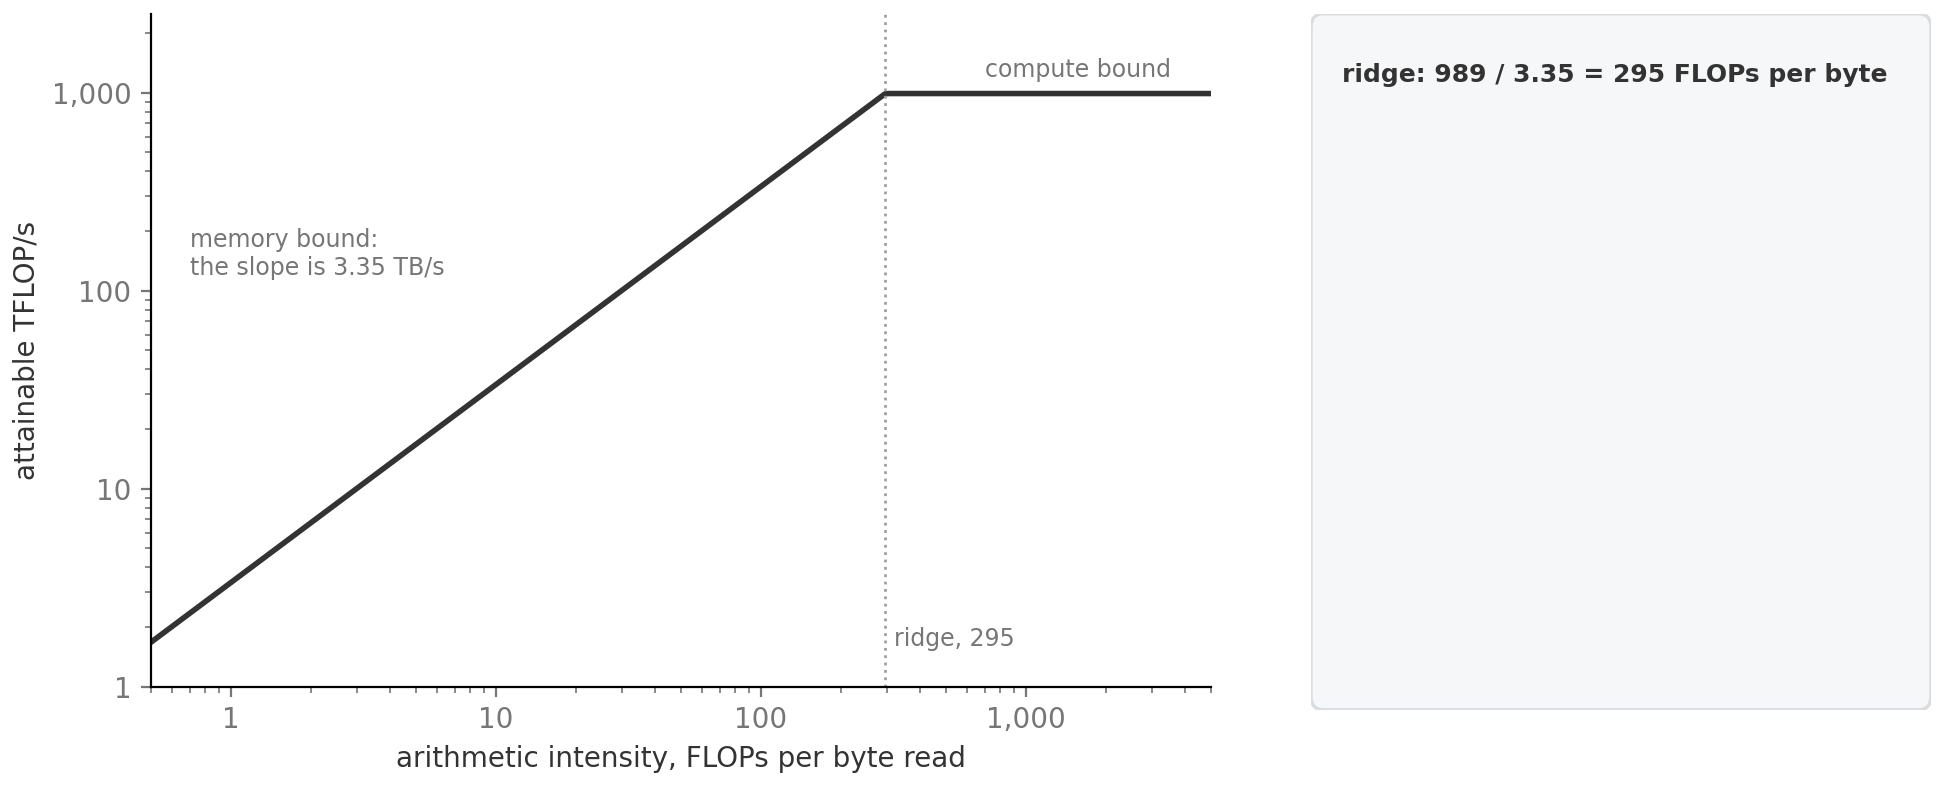 compute bound
1,000
memory bound:
the slope is 3.35 TB/s
100
10
1
attainable TFLOP/s
ridge, 295
1
10
100
1,000
arithmetic intensity, FLOPs per byte read
ridge: 989 / 3.35 = 295 FLOPs per byte